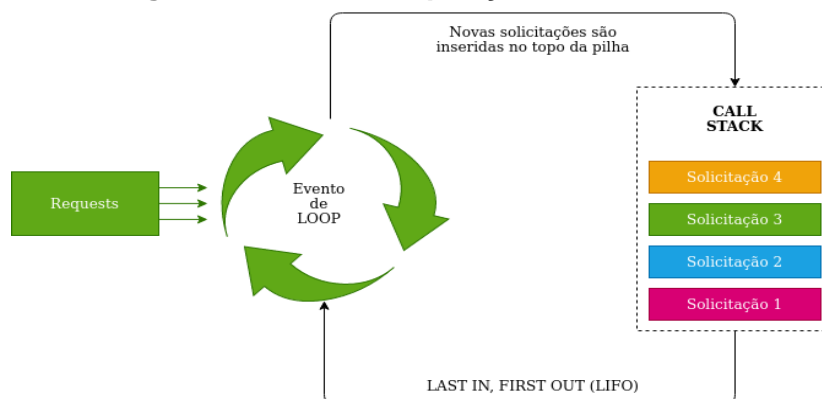 Novas solicitações são
inseridas no topo da pilha
CALL
STACK
Requests
Evento
de
LOOP
Solicitação 4
Solicitação 3
Solicitação 2
Solicitação 1
LAST IN, FIRST OUT (LIFO)